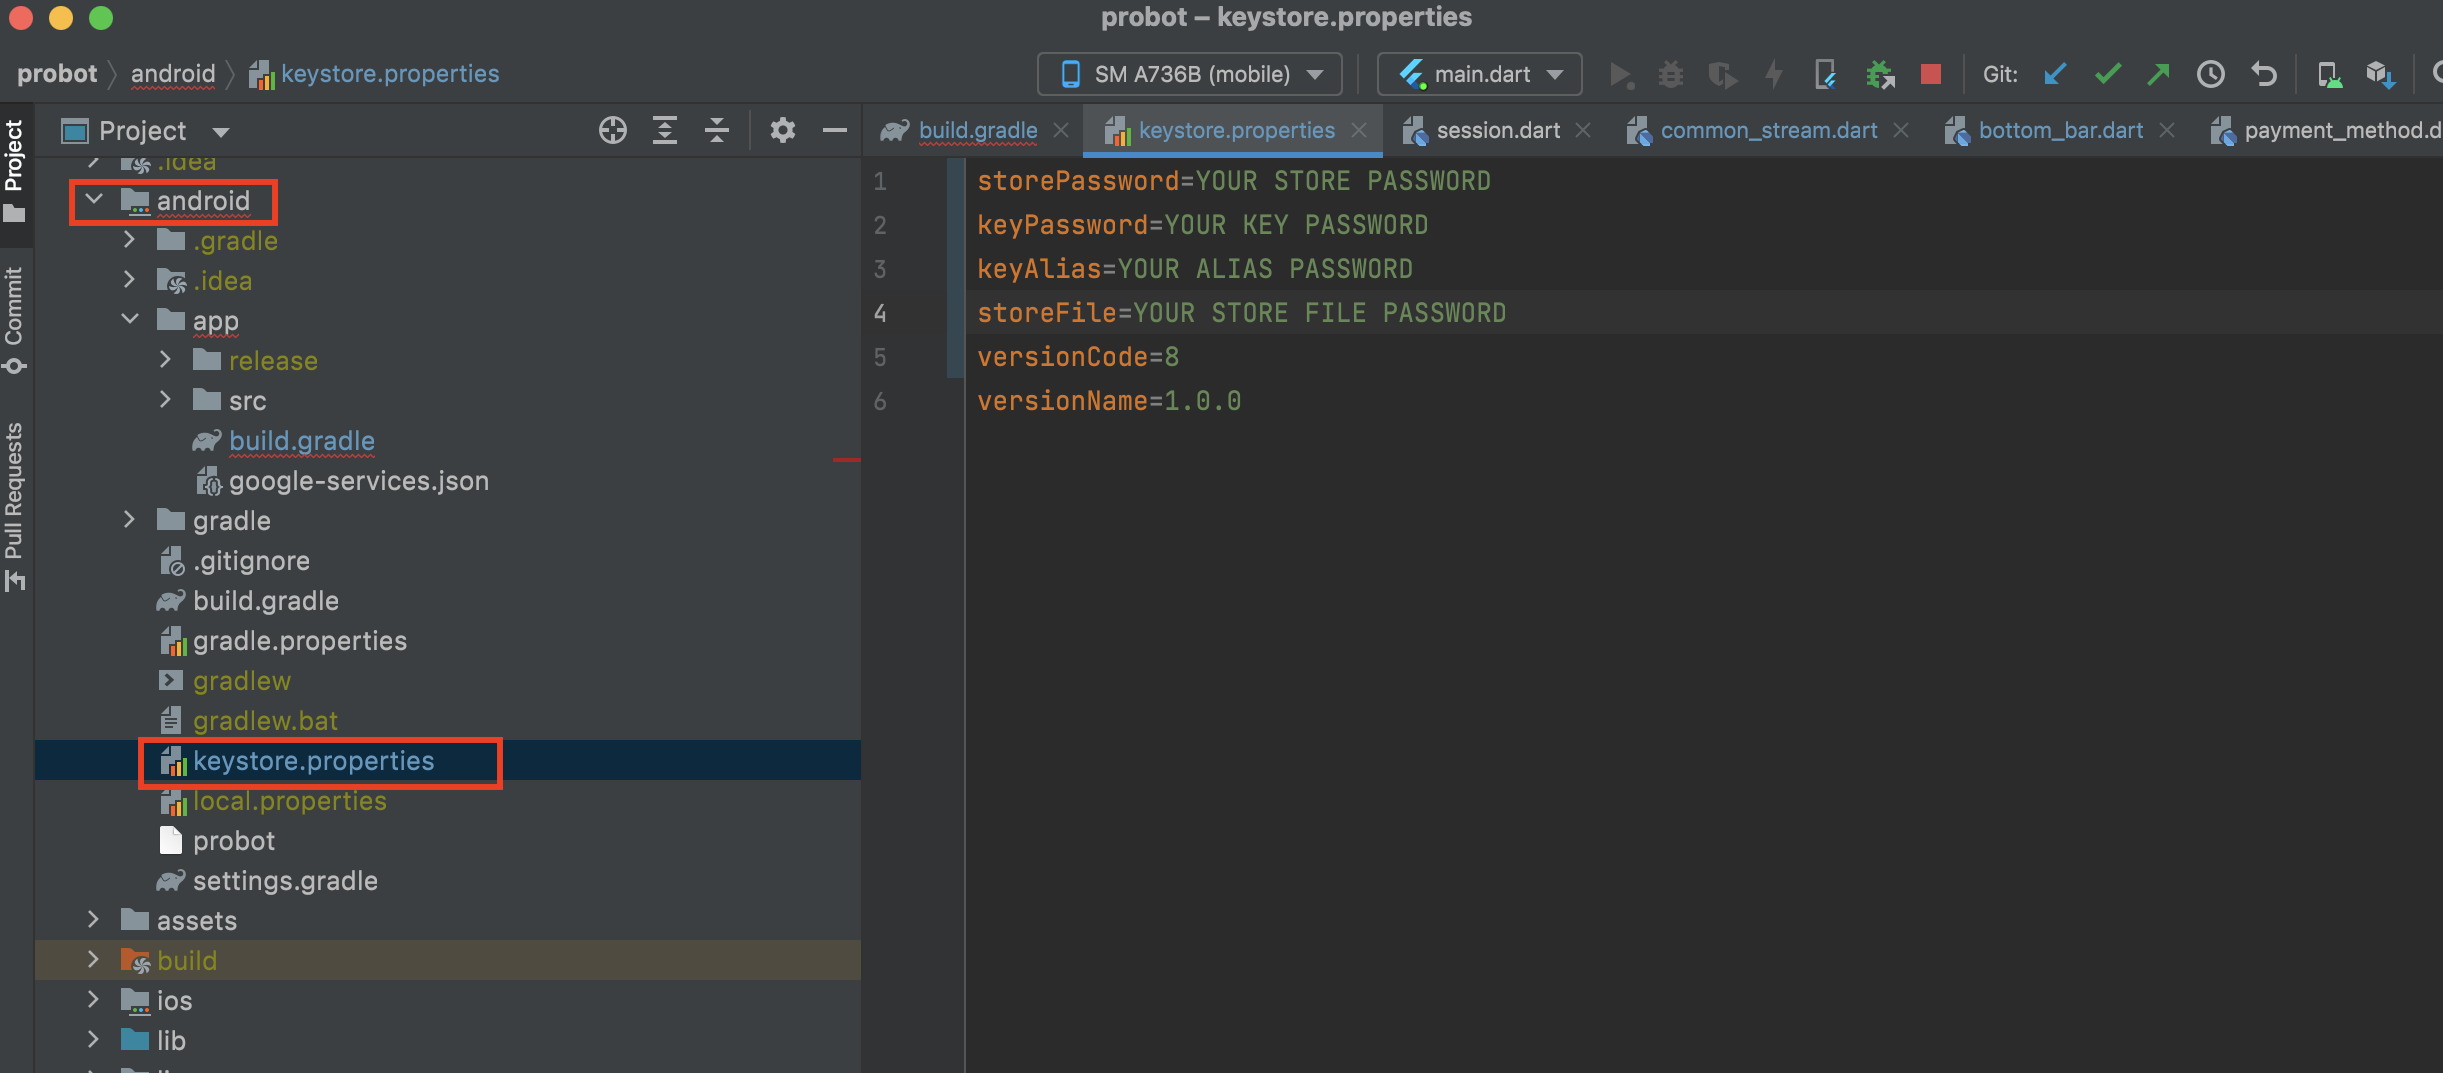 probot – keystore.properties
probot android keystore.properties SM A736B (mobile) main.dart Git:
Project
Commit
Pull Requests
Project
build.gradle keystore.properties session.dart common_stream.dart bottom_bar.dart payment_method.d
.idea
android
.gradle
.idea
app
release
src
build.gradle
google-services.json
gradle
.gitignore
build.gradle
gradle.properties
gradlew
gradlew.bat
keystore.properties
local.properties
probot
settings.gradle
assets
build
ios
lib
1 storePassword=YOUR STORE PASSWORD
2 keyPassword=YOUR KEY PASSWORD
3 keyAlias=YOUR ALIAS PASSWORD
4 storeFile=YOUR STORE FILE PASSWORD
5 versionCode=8
6 versionName=1.0.0